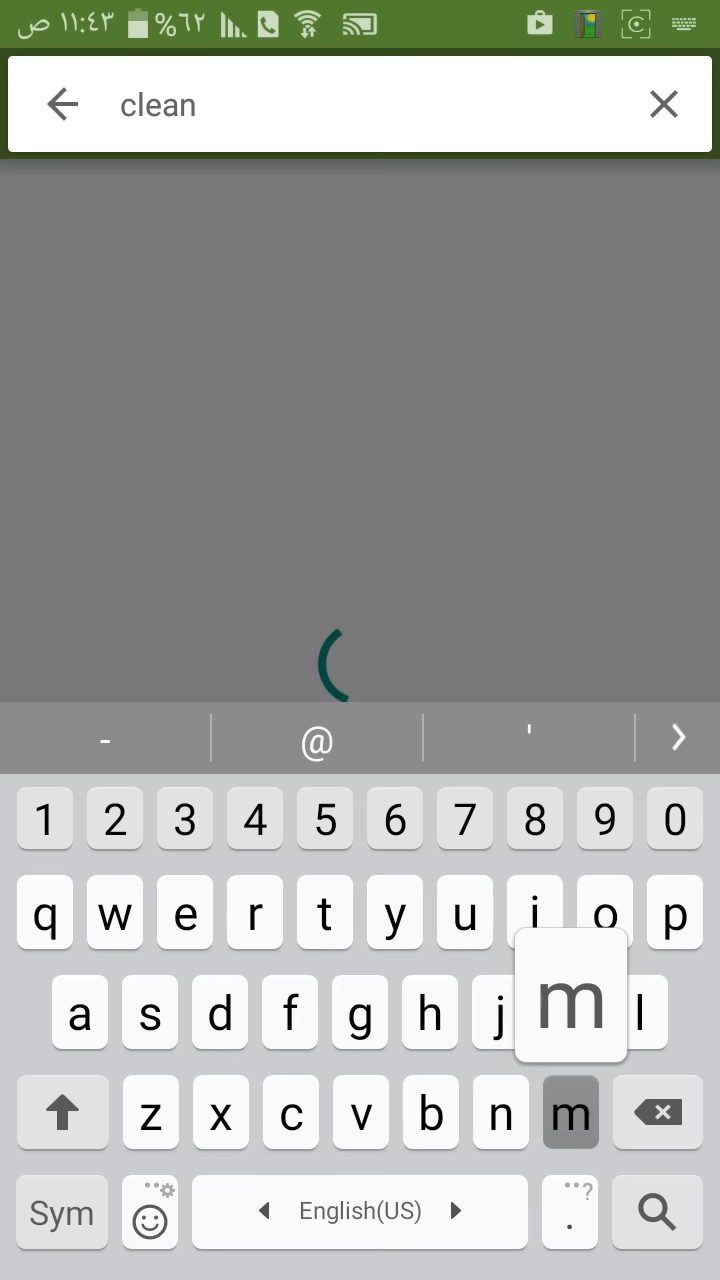 ١١:٤٣ ص %٦٢
clean
- @ '
1 2 3 4 5 6 7 8 9 0
q w e r t y u i o p
a s d f g h j m l
z x c v b n m
Sym English(US) . ?